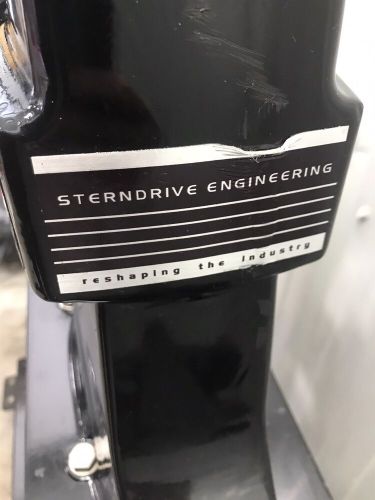 STERNDRIVE ENGINEERING
reshaping the industry